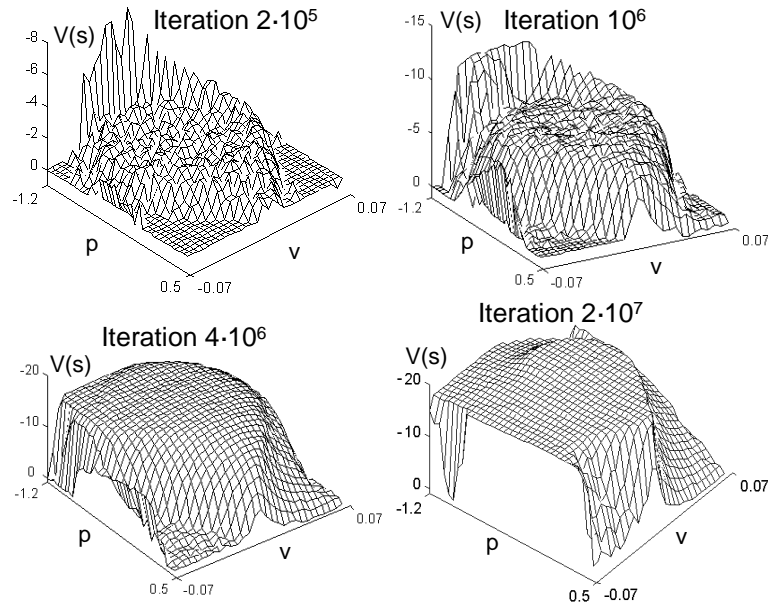 Iteration 2·10⁵
V(s)
-8
-6
-4
-2
0
-1.2
p
0.5
-0.07
v
0.07
Iteration 10⁶
V(s)
-15
-10
-5
0
-1.2
p
0.5
-0.07
v
0.07
Iteration 4·10⁶
V(s)
-20
-10
0
-1.2
p
0.5
-0.07
v
0.07
Iteration 2·10⁷
V(s)
-20
-10
0
-1.2
p
0.5
-0.07
v
0.07